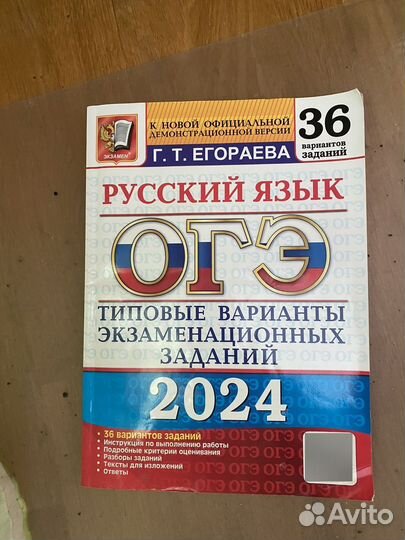 К НОВОЙ ОФИЦИАЛЬНОЙ
ДЕМОНСТРАЦИОННОЙ ВЕРСИИ
36
вариантов
заданий
ЭКЗАМЕН
Г. Т. ЕГОРАЕВА
РУССКИЙ ЯЗЫК
ОГЭ
ТИПОВЫЕ ВАРИАНТЫ
ЭКЗАМЕНАЦИОННЫХ
ЗАДАНИЙ
2024
• 36 вариантов заданий
• Инструкция по выполнению работы
• Подробные критерии оценивания
• Разборы заданий
• Тексты для изложений
• Ответы
Avito